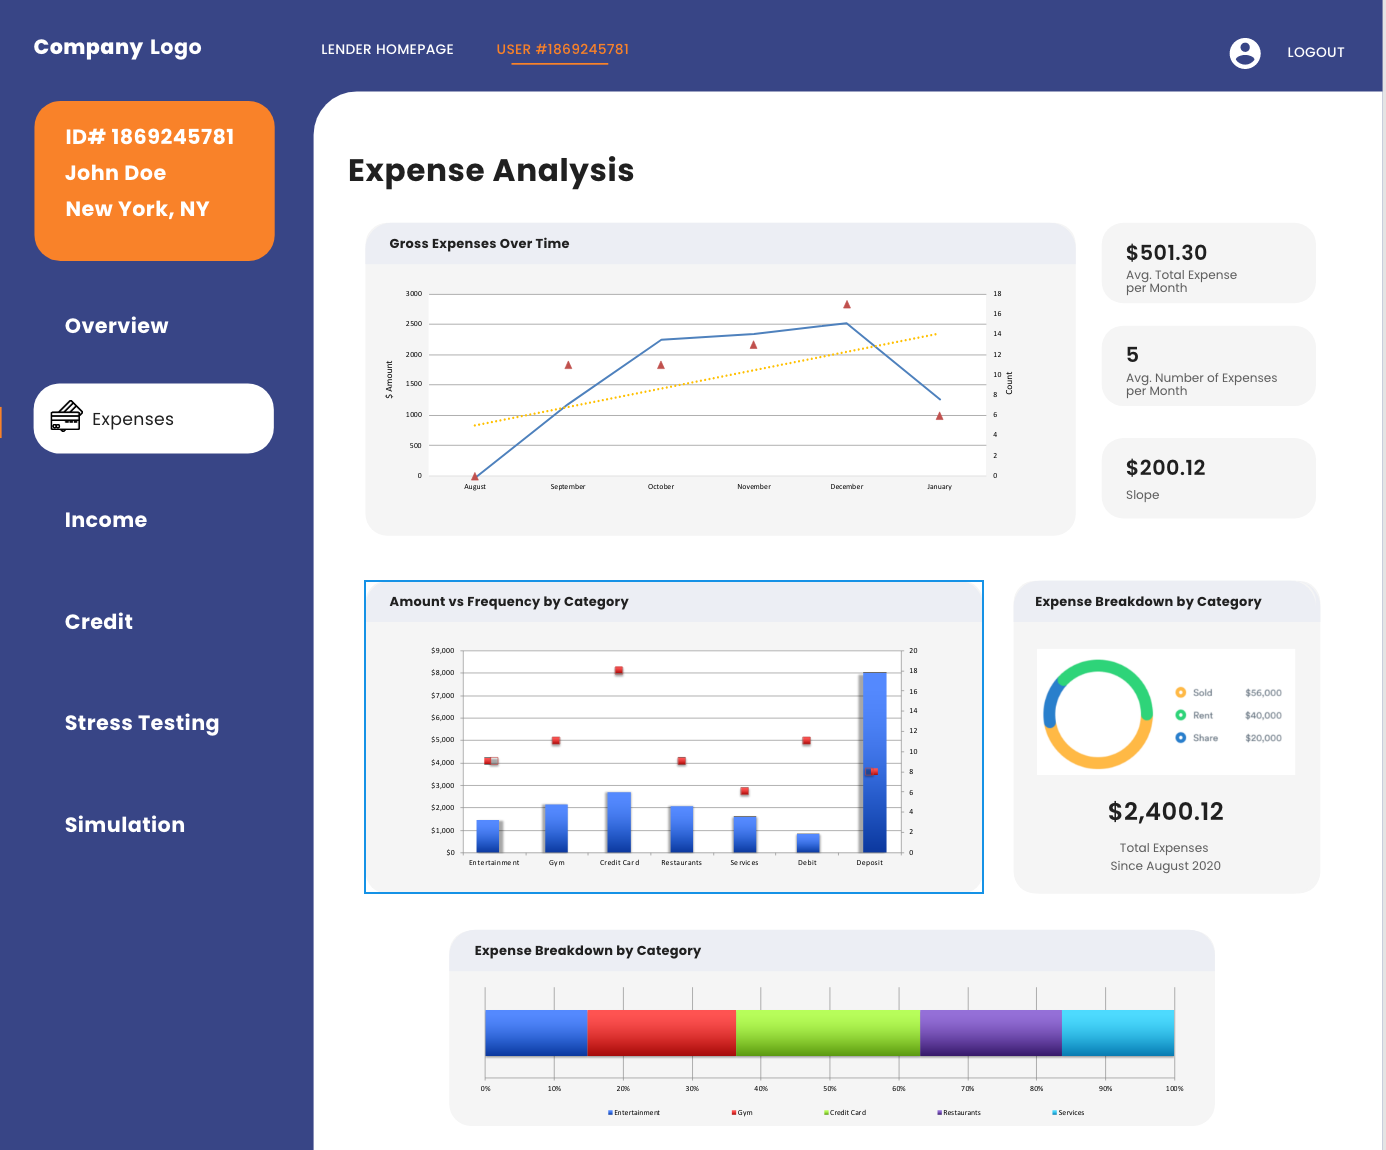 Company Logo
LENDER HOMEPAGE
USER #1869245781
LOGOUT
ID# 1869245781
John Doe
New York, NY
Overview
Expenses
Income
Credit
Stress Testing
Simulation
Expense Analysis
Gross Expenses Over Time
$ Amount
3000
2500
2000
1500
1000
500
0
18
16
14
12
10
8
6
4
2
0
Count
August September October November December January
$501.30
Avg. Total Expense
per Month
5
Avg. Number of Expenses
per Month
$200.12
Slope
Amount vs Frequency by Category
$9,000
$8,000
$7,000
$6,000
$5,000
$4,000
$3,000
$2,000
$1,000
$0
20
18
16
14
12
10
8
6
4
2
0
Entertainment Gym Credit Card Restaurants Services Debit Deposit
Expense Breakdown by Category
Sold $56,000
Rent $40,000
Share $20,000
$2,400.12
Total Expenses
Since August 2020
Expense Breakdown by Category
0% 10% 20% 30% 40% 50% 60% 70% 80% 90% 100%
Entertainment Gym Credit Card Restaurants Services